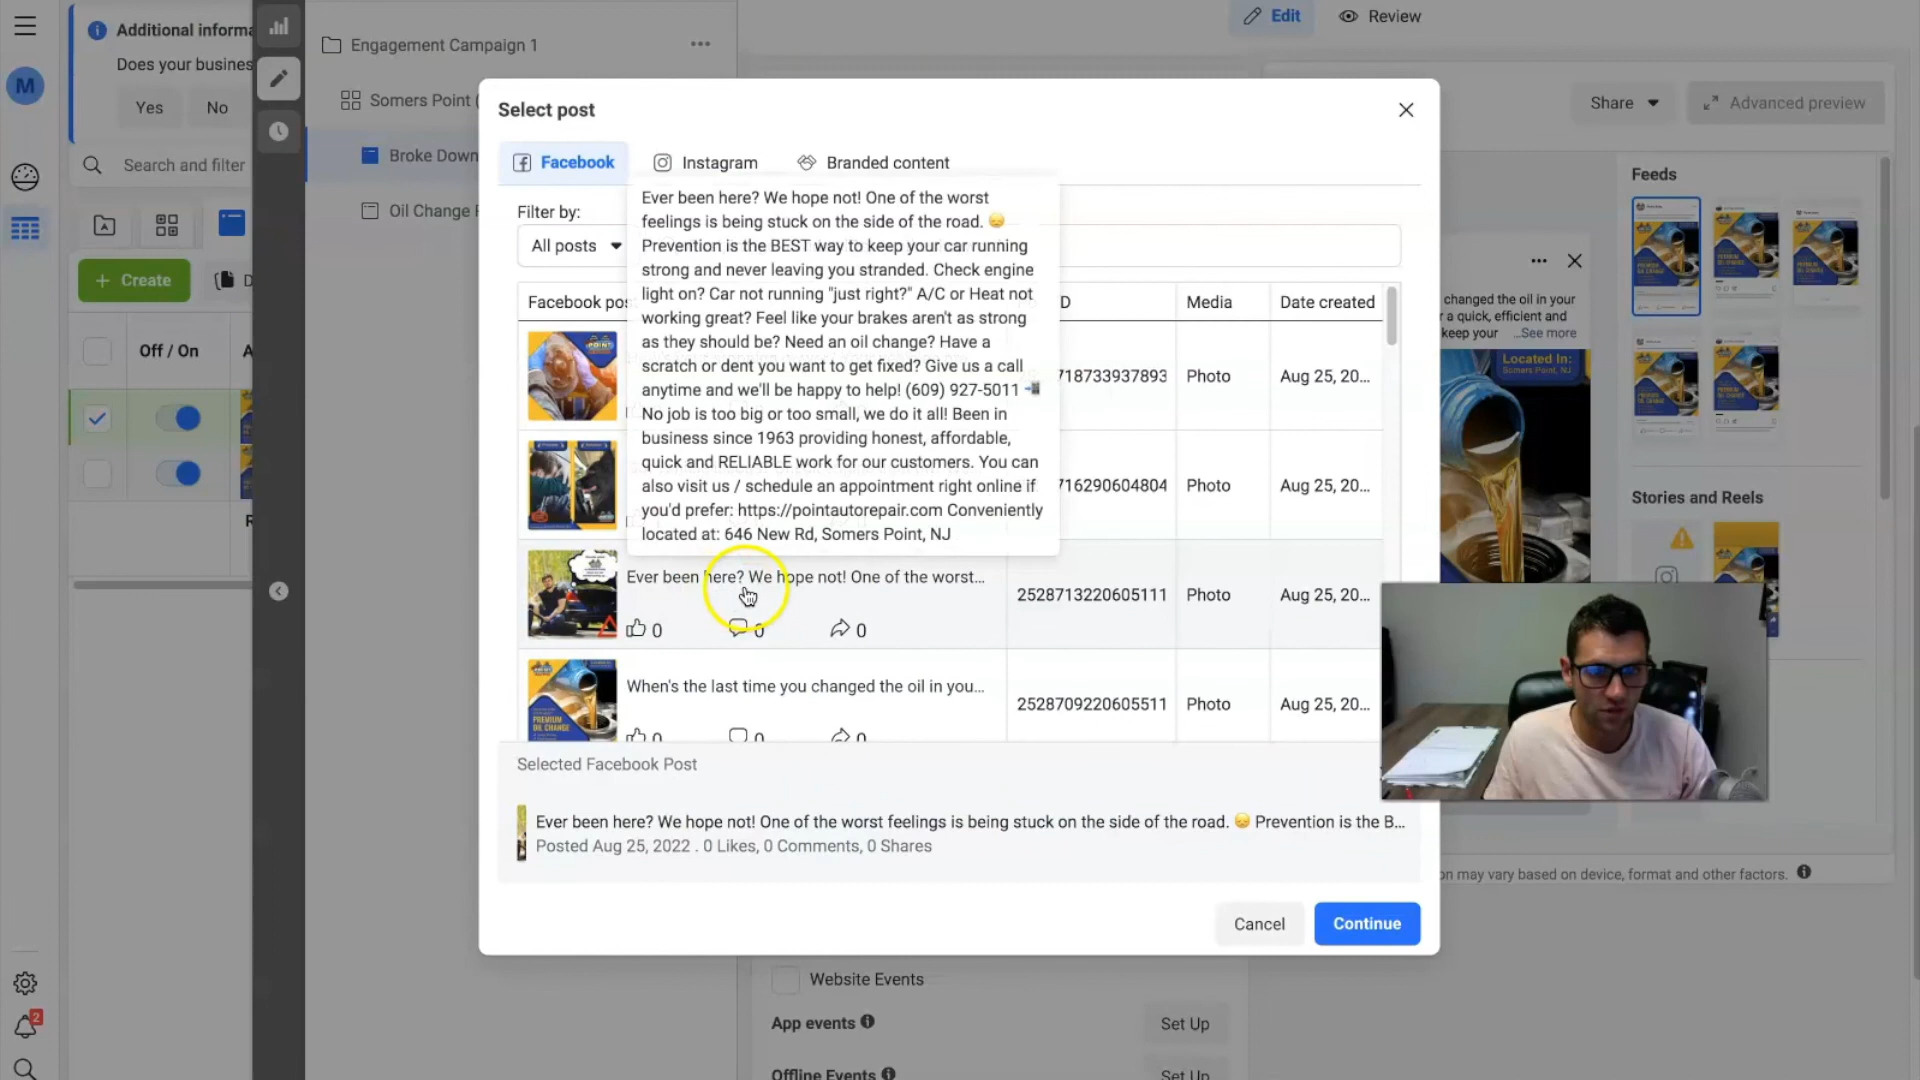 Additional informa
Does your busines
Yes
No
M
Search and filter
+ Create
D
Off / On
A
R
2
Engagement Campaign 1
Somers Point (
Broke Down
Oil Change F
Edit
Review
Share
Advanced preview
Select post
Facebook
Instagram
Branded content
Filter by:
All posts
Ever been here? We hope not! One of the worst
feelings is being stuck on the side of the road. 😞
Prevention is the BEST way to keep your car running
strong and never leaving you stranded. Check engine
light on? Car not running "just right?" A/C or Heat not
working great? Feel like your brakes aren't as strong
as they should be? Need an oil change? Have a
scratch or dent you want to get fixed? Give us a call
anytime and we'll be happy to help! (609) 927-5011 📲
No job is too big or too small, we do it all! Been in
business since 1963 providing honest, affordable,
quick and RELIABLE work for our customers. You can
also visit us / schedule an appointment right online if
you'd prefer: https://pointautorepair.com Conveniently
located at: 646 New Rd, Somers Point, NJ
Facebook pos
D
Media
Date created
718733937893
Photo
Aug 25, 20...
716290604804
Photo
Aug 25, 20...
Ever been here? We hope not! One of the worst...
0
0
0
2528713220605111
Photo
Aug 25, 20...
When's the last time you changed the oil in you...
0
0
0
2528709220605511
Photo
Aug 25, 20...
PREMIUM
OIL CHANGE
Selected Facebook Post
Ever been here? We hope not! One of the worst feelings is being stuck on the side of the road. 😞 Prevention is the B...
Posted Aug 25, 2022 . 0 Likes, 0 Comments, 0 Shares
Cancel
Continue
Website Events
App events
Set Up
Offline Events
Set Up
changed the oil in your
r a quick, efficient and
keep your ...See more
Located In:
Somers Point, NJ
Feeds
Stories and Reels
on may vary based on device, format and other factors.